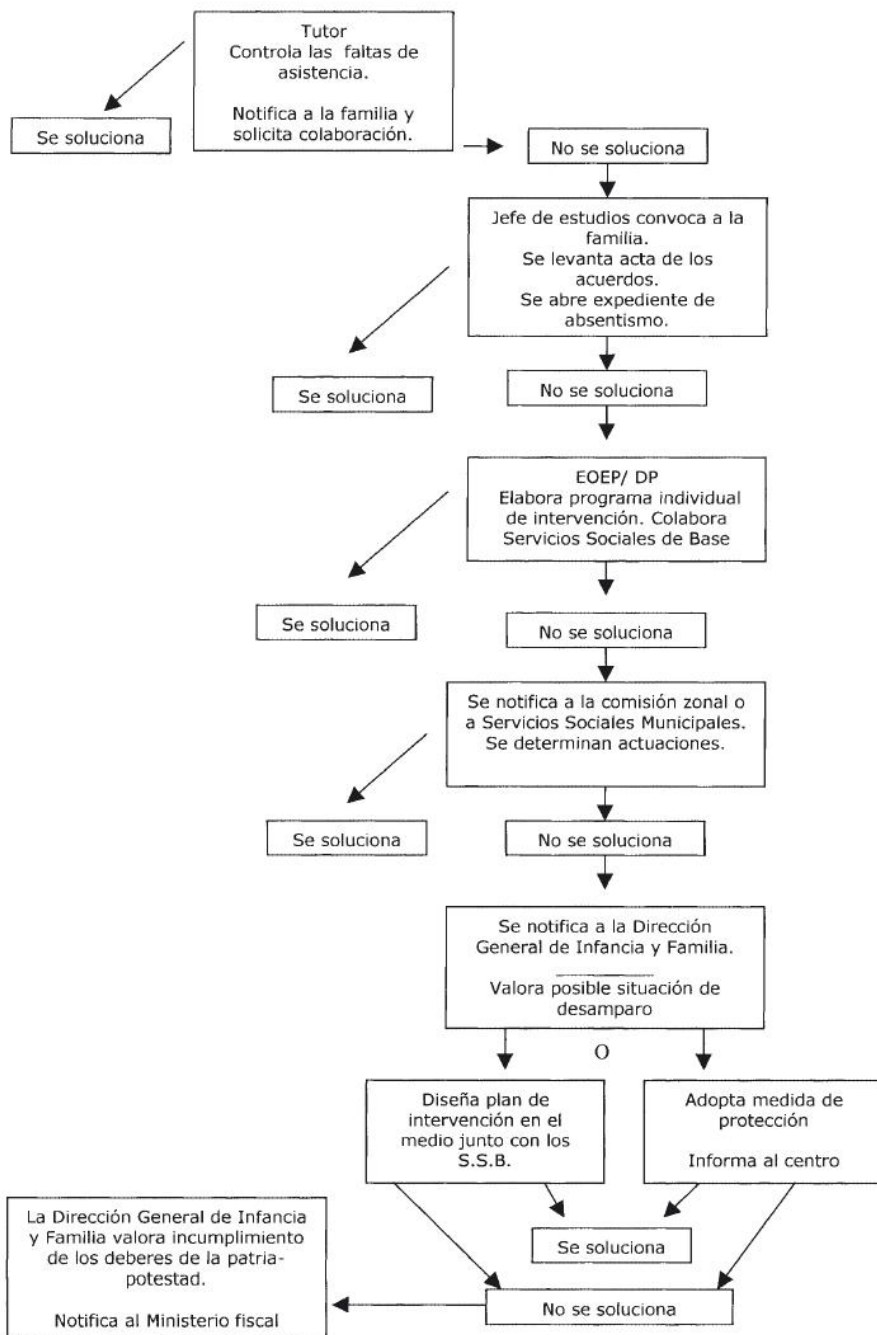 Tutor
Controla las faltas de
asistencia.
Notifica a la familia y
solicita colaboración.
Se soluciona
No se soluciona
Jefe de estudios convoca a la
familia.
Se levanta acta de los
acuerdos.
Se abre expediente de
absentismo.
Se soluciona
No se soluciona
EOEP/ DP
Elabora programa individual
de intervención. Colabora
Servicios Sociales de Base
Se soluciona
No se soluciona
Se notifica a la comisión zonal o
a Servicios Sociales Municipales.
Se determinan actuaciones.
Se soluciona
No se soluciona
Se notifica a la Dirección
General de Infancia y Familia.
Valora posible situación de
desamparo
O
Diseña plan de
intervención en el
medio junto con los
S.S.B.
Adopta medida de
protección
Informa al centro
Se soluciona
No se soluciona
La Dirección General de Infancia
y Familia valora incumplimiento
de los deberes de la patria-
potestad.
Notifica al Ministerio fiscal